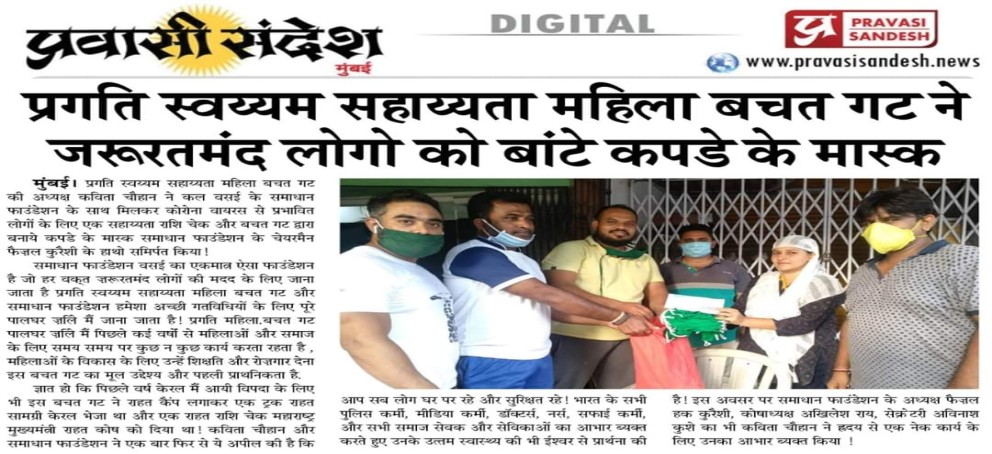 प्रवासी संदेश
मुंबई
DIGITAL
PRAVASI
SANDESH
www.pravasisandesh.news
प्रगति स्वय्यम सहाय्यता महिला बचत गट ने
जरूरतमंद लोगो को बांटे कपडे के मास्क
मुंबई। प्रगति स्वय्यम सहाय्यता महिला बचत गट
की अध्यक्ष कविता चौहान ने कल वसई के समाधान
फाउंडेशन के साथ मिलकर कोरोना वायरस से प्रभावित
लोगों के लिए एक सहाय्यता राशि चेक और बचत गट द्वारा
बनाये कपडे के मास्क समाधान फाउंडेशन के चेयरमैन
फैज़ल कुरैशी के हाथो समिर्पत किया!
समाधान फाउंडेशन वसई का एकमात्र ऐसा फाउंडेशन
है जो हर वक़्त ज़रूरतमंद लोगों की मदद के लिए जाना
जाता है प्रगति स्वय्यम सहाय्यता महिला बचत गट और
समाधान फाउंडेशन हमेशा अच्छी गतविधियों के लिए पूरे
पालघर ज़िले मैं जाना जाता है! प्रगति महिला.बचत गट
पालघर ज़िले मैं पिछले कई वर्षो से महिलाओं और समाज
के लिए समय समय पर कुछ न कुछ कार्य करता रहता है ,
महिलाओं के विकास के लिए उन्हें शिक्षति और रोज़गार देना
इस बचत गट का मूल उद्देश्य और पहली प्राथनिकता है.
ज्ञात हो कि पिछले वर्ष केरल मैं आयी विपदा के लिए
भी इस बचत गट ने राहत कैंप लगाकर एक ट्रक राहत
सामग्री केरल भेजा था और एक राहत राशि चेक महाराष्ट्र
मुख्यमंत्री राहत कोष को दिया था! कविता चौहान और
समाधान फाउंडेशन ने एक बार फिर से ये अपील की है कि
आप सब लोग घर पर रहे और सुरक्षित रहे! भारत के सभी
पुलिस कर्मी, मीडिया कर्मी, डॉक्टर्स, नर्स, सफाई कर्मी,
और सभी समाज सेवक और सेविकाओं का आभार ब्यक्त
करते हुए उनके उत्तम स्वास्थ्य की भी ईश्वर से प्रार्थना की
है! इस अवसर पर समाधान फाउंडेशन के अध्यक्ष फैज़ल
हक कुरैशी, कोषाध्यक्ष अखिलेश राय, सेक्रेटरी अविनाश
कुशे का भी कविता चौहान ने ह्रदय से एक नेक कार्य के
लिए उनका आभार ब्यक्त किया !